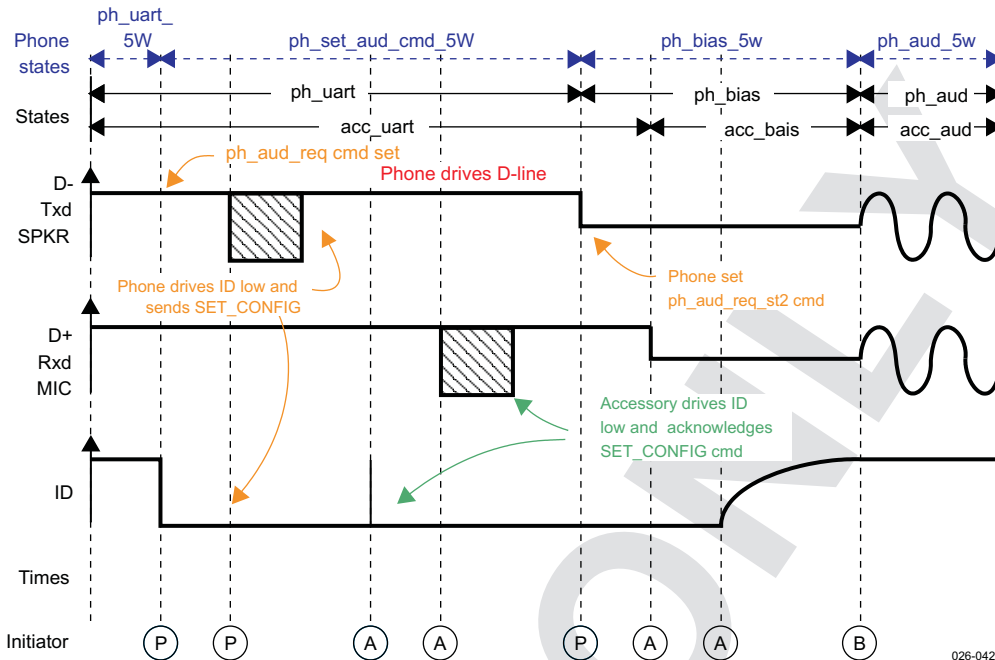 ph_uart_
5W
Phone
states
ph_set_aud_cmd_5W
ph_bias_5w
ph_aud_5w
ph_uart
ph_bias
ph_aud
States
acc_uart
acc_bais
acc_aud
ph_aud_req cmd set
Phone drives D-line
D-
Txd
SPKR
Phone drives ID low and
sends SET_CONFIG
Phone set
ph_aud_req_st2 cmd
D+
Rxd
MIC
Accessory drives ID
low and acknowledges
SET_CONFIG cmd
ID
Times
Initiator
P
P
A
A
P
A
A
B
026-042
ONLY